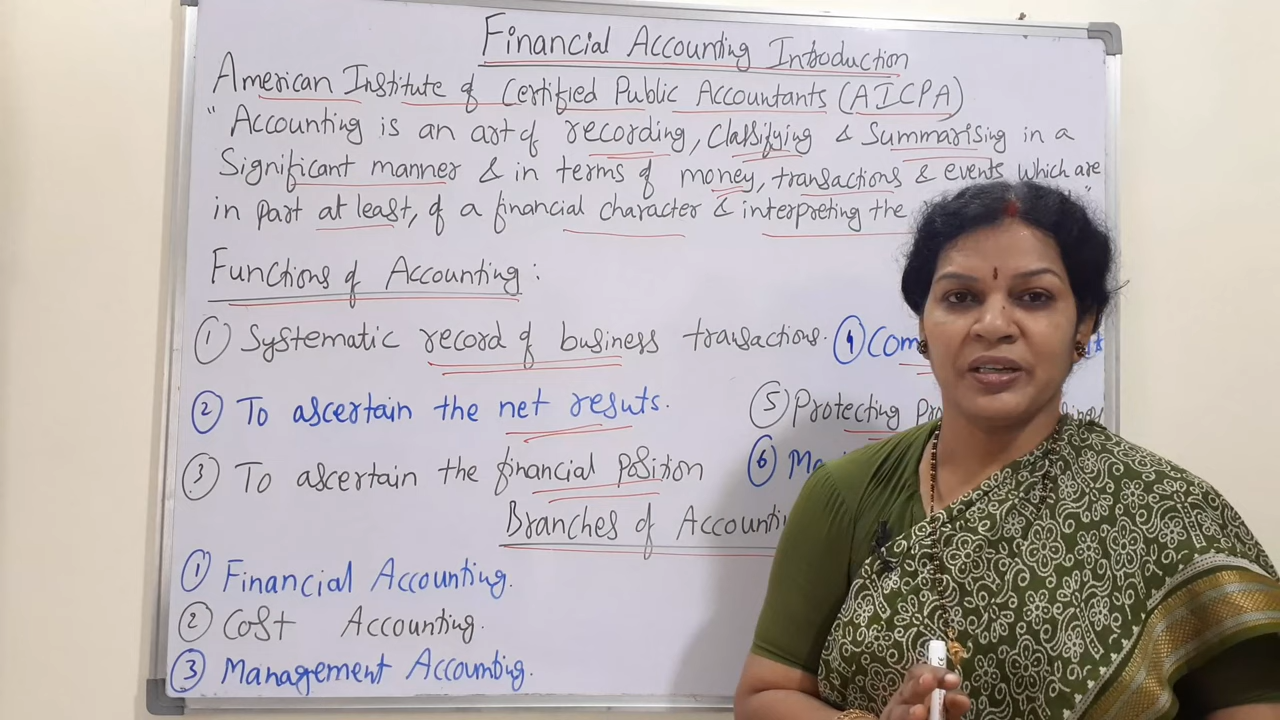 Financial Accounting Introduction
American Institute of Certified Public Accountants (AICPA)
"Accounting is an art of recording, Classifying & Summarising in a
Significant manner & in terms of money, transactions & events which are
in part at least, of a financial character & interpreting the
Functions of Accounting:
① Systematic record of business transactions. ④ Com
② To ascertain the net resuts. ⑤ Protecting Pro
③ To ascertain the financial Position ⑥ Ma
Branches of Accounti
① Financial Accounting.
② Cost Accounting.
③ Management Accounting.